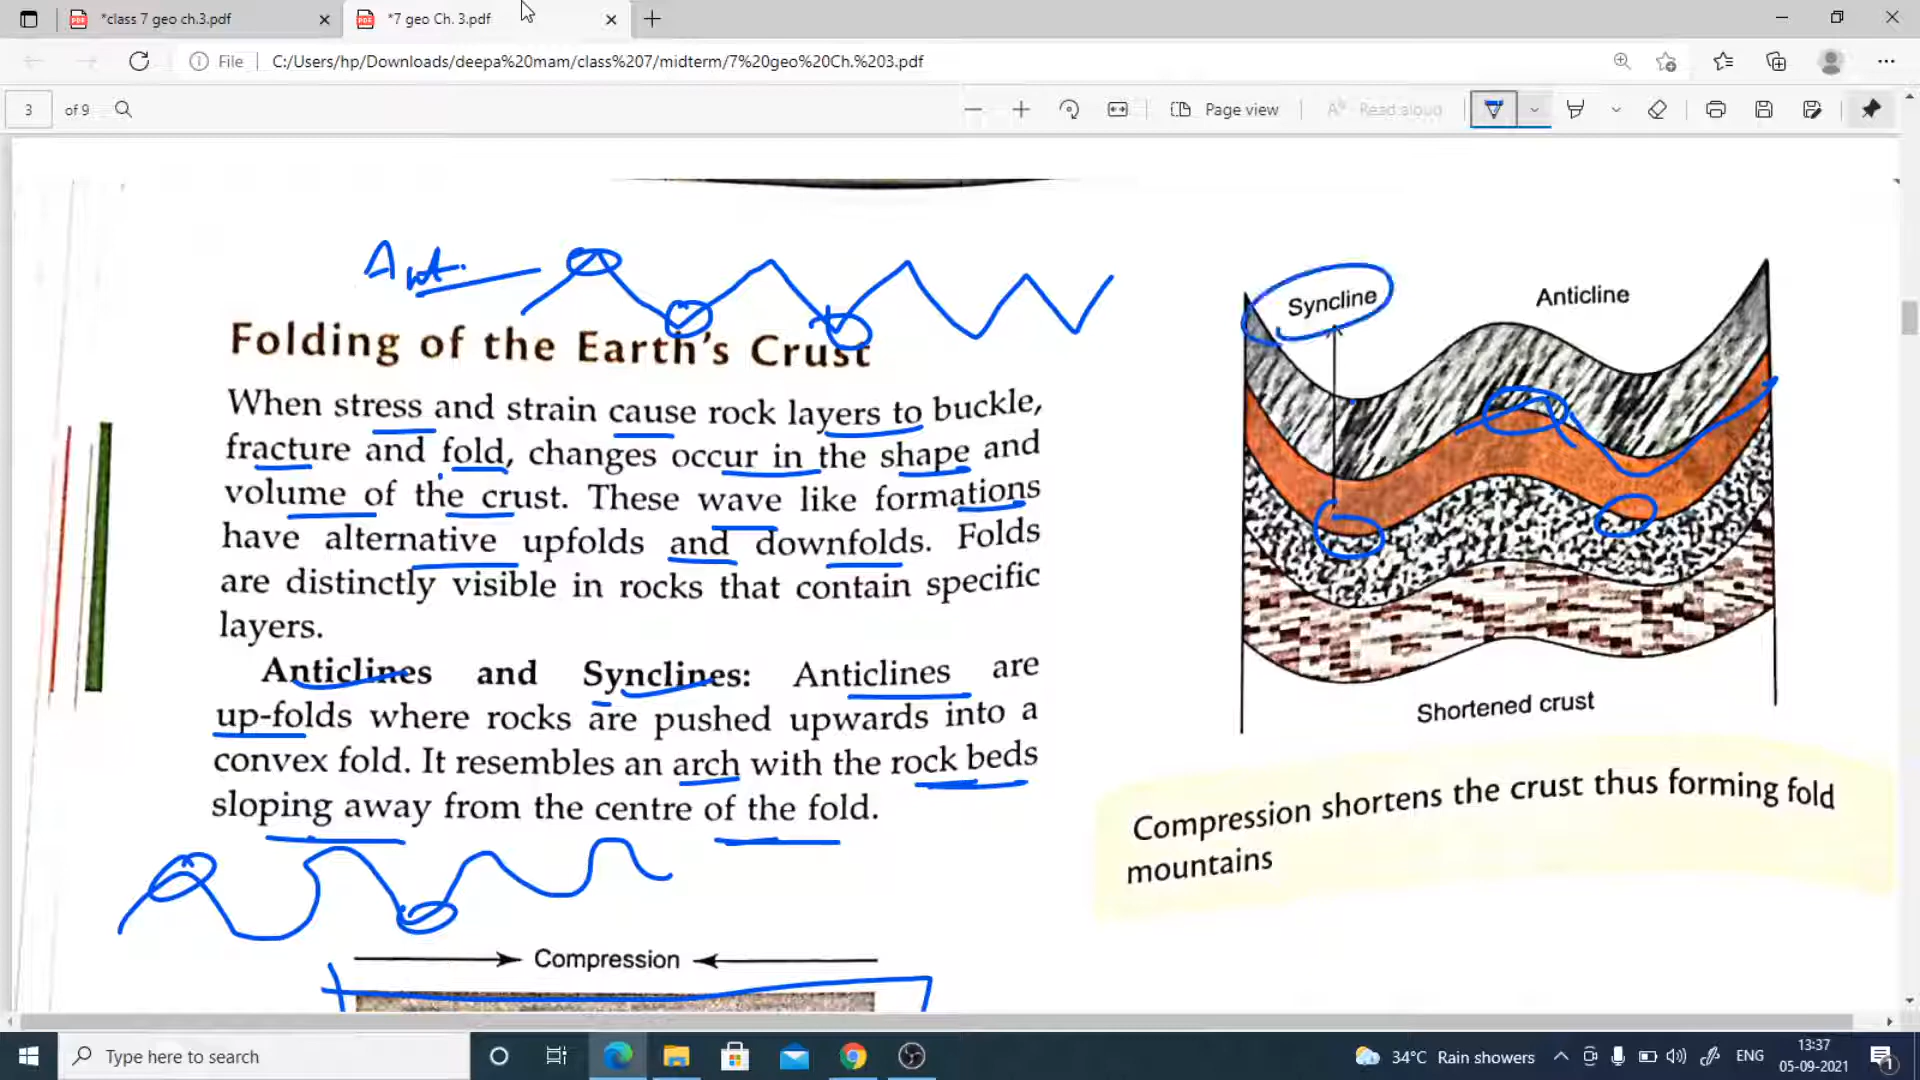 *class 7 geo ch.3.pdf
*7 geo Ch. 3.pdf
File
C:/Users/hp/Downloads/deepa%20mam/class%207/midterm/7%20geo%20Ch.%203.pdf
3 of 9
Page view
Read aloud
Ant.
Syncline
Anticline
Folding of the Earth's Crust
When stress and strain cause rock layers to buckle,
fracture and fold, changes occur in the shape and
volume of the crust. These wave like formations
have alternative upfolds and downfolds. Folds
are distinctly visible in rocks that contain specific
layers.
Anticlines and Synclines: Anticlines are
up-folds where rocks are pushed upwards into a
convex fold. It resembles an arch with the rock beds
sloping away from the centre of the fold.
Shortened crust
Compression shortens the crust thus forming fold
mountains
Compression
Type here to search
34°C Rain showers
ENG
13:37
05-09-2021
1